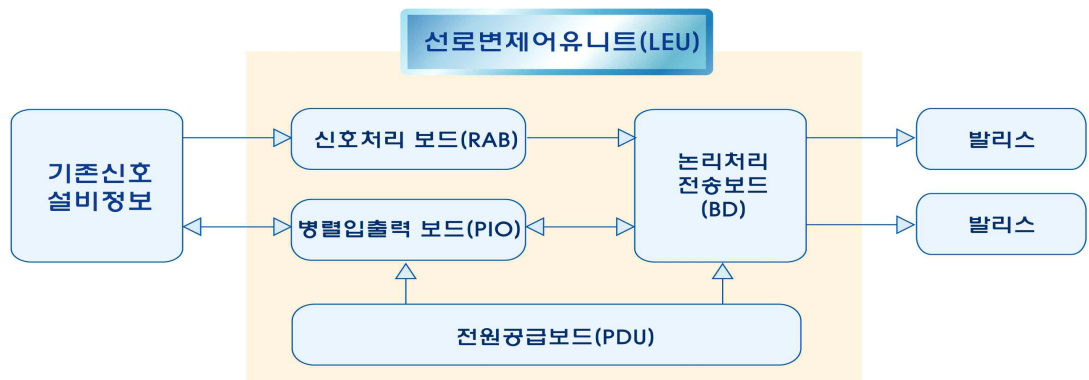 선로변제어유니트(LEU)
기존신호
설비정보
신호처리 보드(RAB)
병렬입출력 보드(PIO)
논리처리
전송보드
(BD)
발리스
발리스
전원공급보드(PDU)